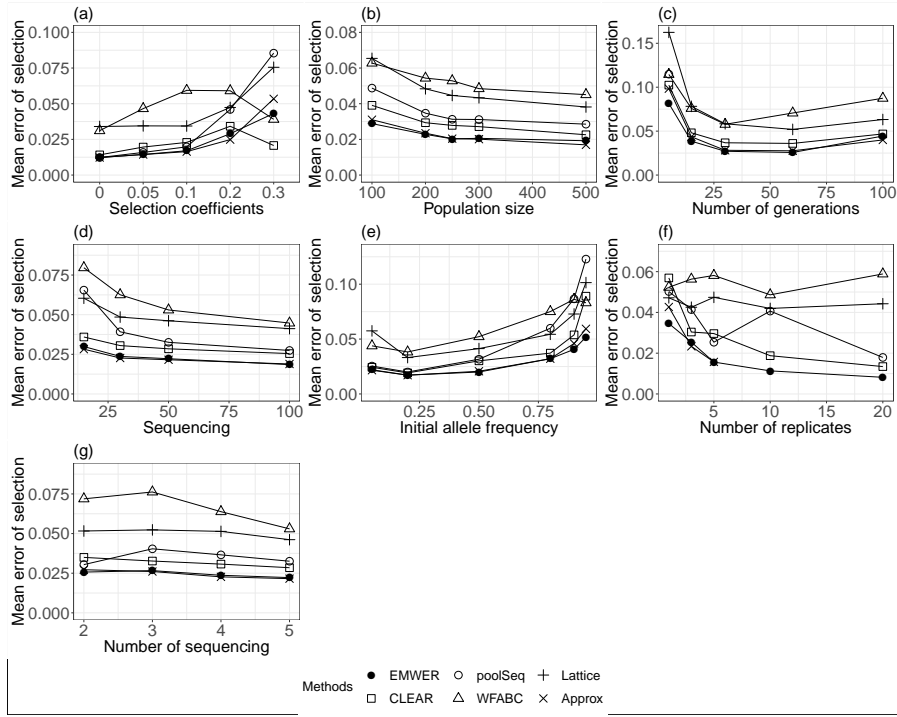 (a)
Mean error of selection
0.100
0.075
0.050
0.025
0.000
0 0.05 0.1 0.2 0.3
Selection coefficients
(b)
Mean error of selection
0.08
0.06
0.04
0.02
0.00
100 200 300 400 500
Population size
(c)
Mean error of selection
0.15
0.10
0.05
0.00
25 50 75 100
Number of generations
(d)
Mean error of selection
0.075
0.050
0.025
0.000
25 50 75 100
Sequencing
(e)
Mean error of selection
0.10
0.05
0.00
0.25 0.50 0.75
Initial allele frequency
(f)
Mean error of selection
0.06
0.04
0.02
0.00
5 10 15 20
Number of replicates
(g)
Mean error of selection
0.075
0.050
0.025
0.000
2 3 4 5
Number of sequencing
Methods
EMWER poolSeq Lattice
CLEAR WFABC Approx